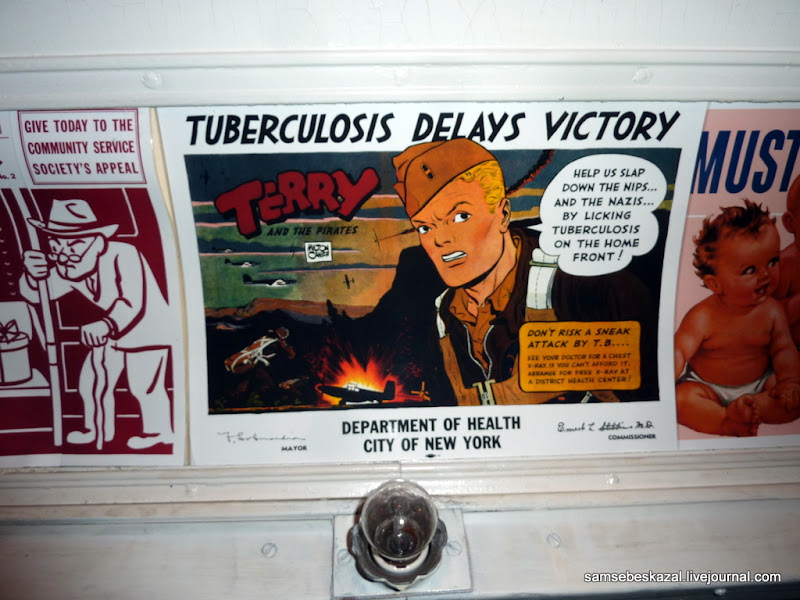 GIVE TODAY TO THE
COMMUNITY SERVICE
SOCIETY'S APPEAL
No. 2
TUBERCULOSIS DELAYS VICTORY
TERRY
AND THE PIRATES
HELP US SLAP
DOWN THE NIPS...
AND THE NAZIS...
BY LICKING
TUBERCULOSIS
ON THE HOME
FRONT!
DON'T RISK A SNEAK
ATTACK BY T.B....
SEE YOUR DOCTOR FOR A CHEST
X-RAY. IF YOU CAN'T AFFORD IT,
ARRANGE FOR FREE X-RAY AT
A DISTRICT HEALTH CENTER!
DEPARTMENT OF HEALTH
CITY OF NEW YORK
MAYOR
COMMISSIONER
MUST
samsebeskazal.livejournal.com